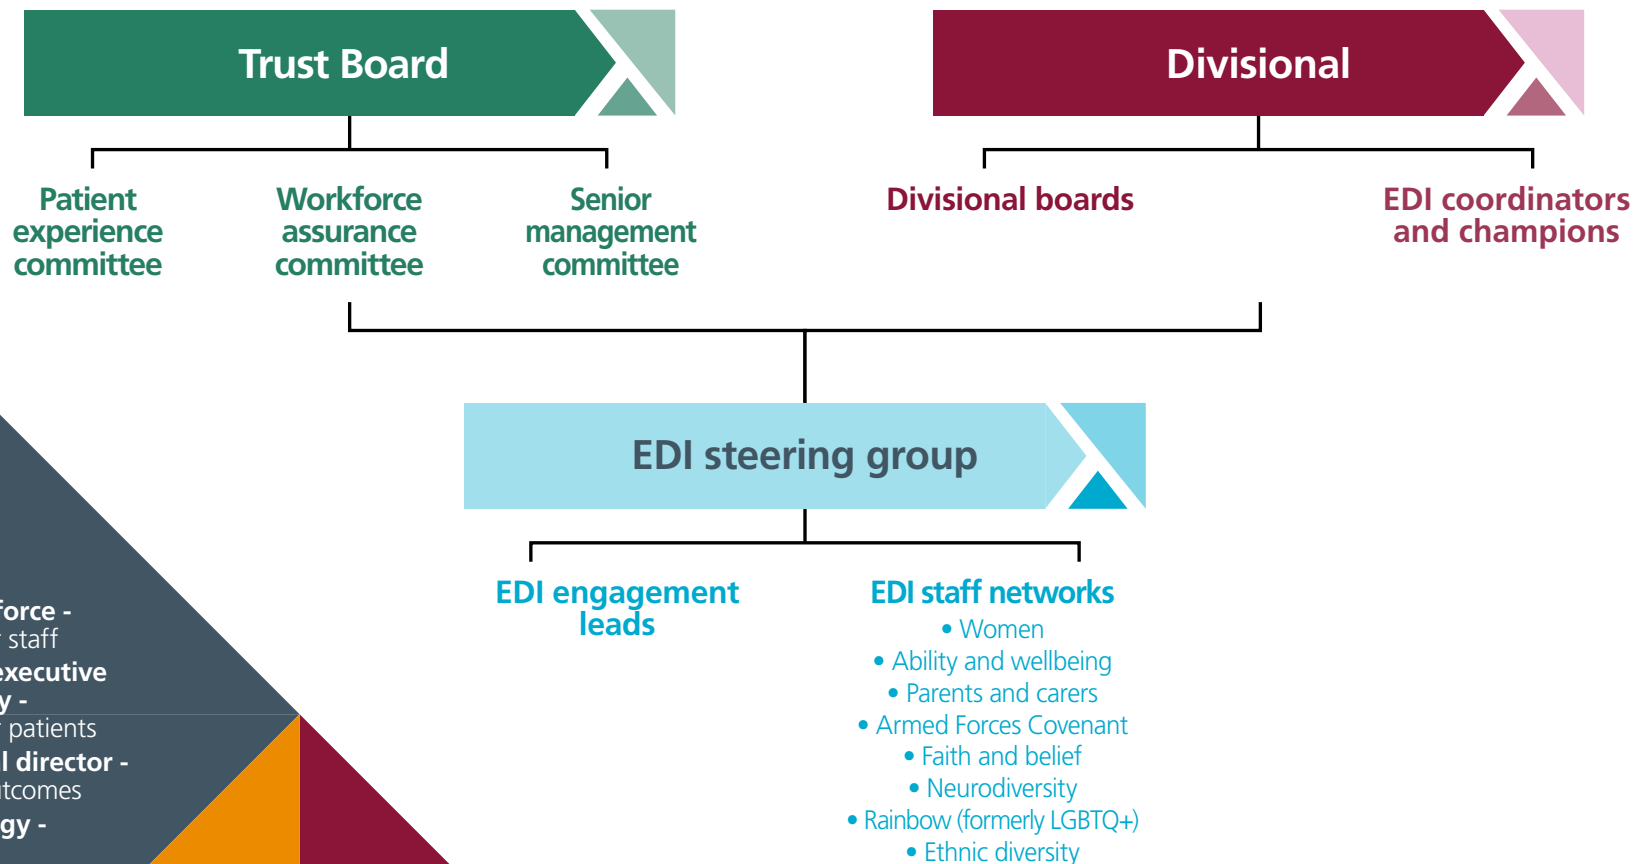 Trust Board
Divisional
Patient
experience
committee
Workforce
assurance
committee
Senior
management
committee
Divisional boards
EDI coordinators
and champions
EDI steering group
EDI engagement
leads
EDI staff networks
• Women
• Ability and wellbeing
• Parents and carers
• Armed Forces Covenant
• Faith and belief
• Neurodiversity
• Rainbow (formerly LGBTQ+)
• Ethnic diversity
force -
staff
executive
y -
patients
l director -
tcomes
gy -